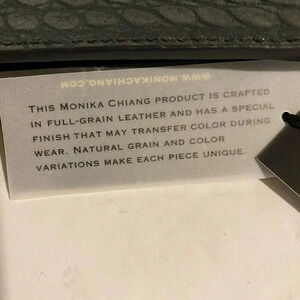 WWW.MONIKACHIANG.COM
THIS MONIKA CHIANG PRODUCT IS CRAFTED
IN FULL-GRAIN LEATHER AND HAS A SPECIAL
FINISH THAT MAY TRANSFER COLOR DURING
WEAR. NATURAL GRAIN AND COLOR
VARIATIONS MAKE EACH PIECE UNIQUE.